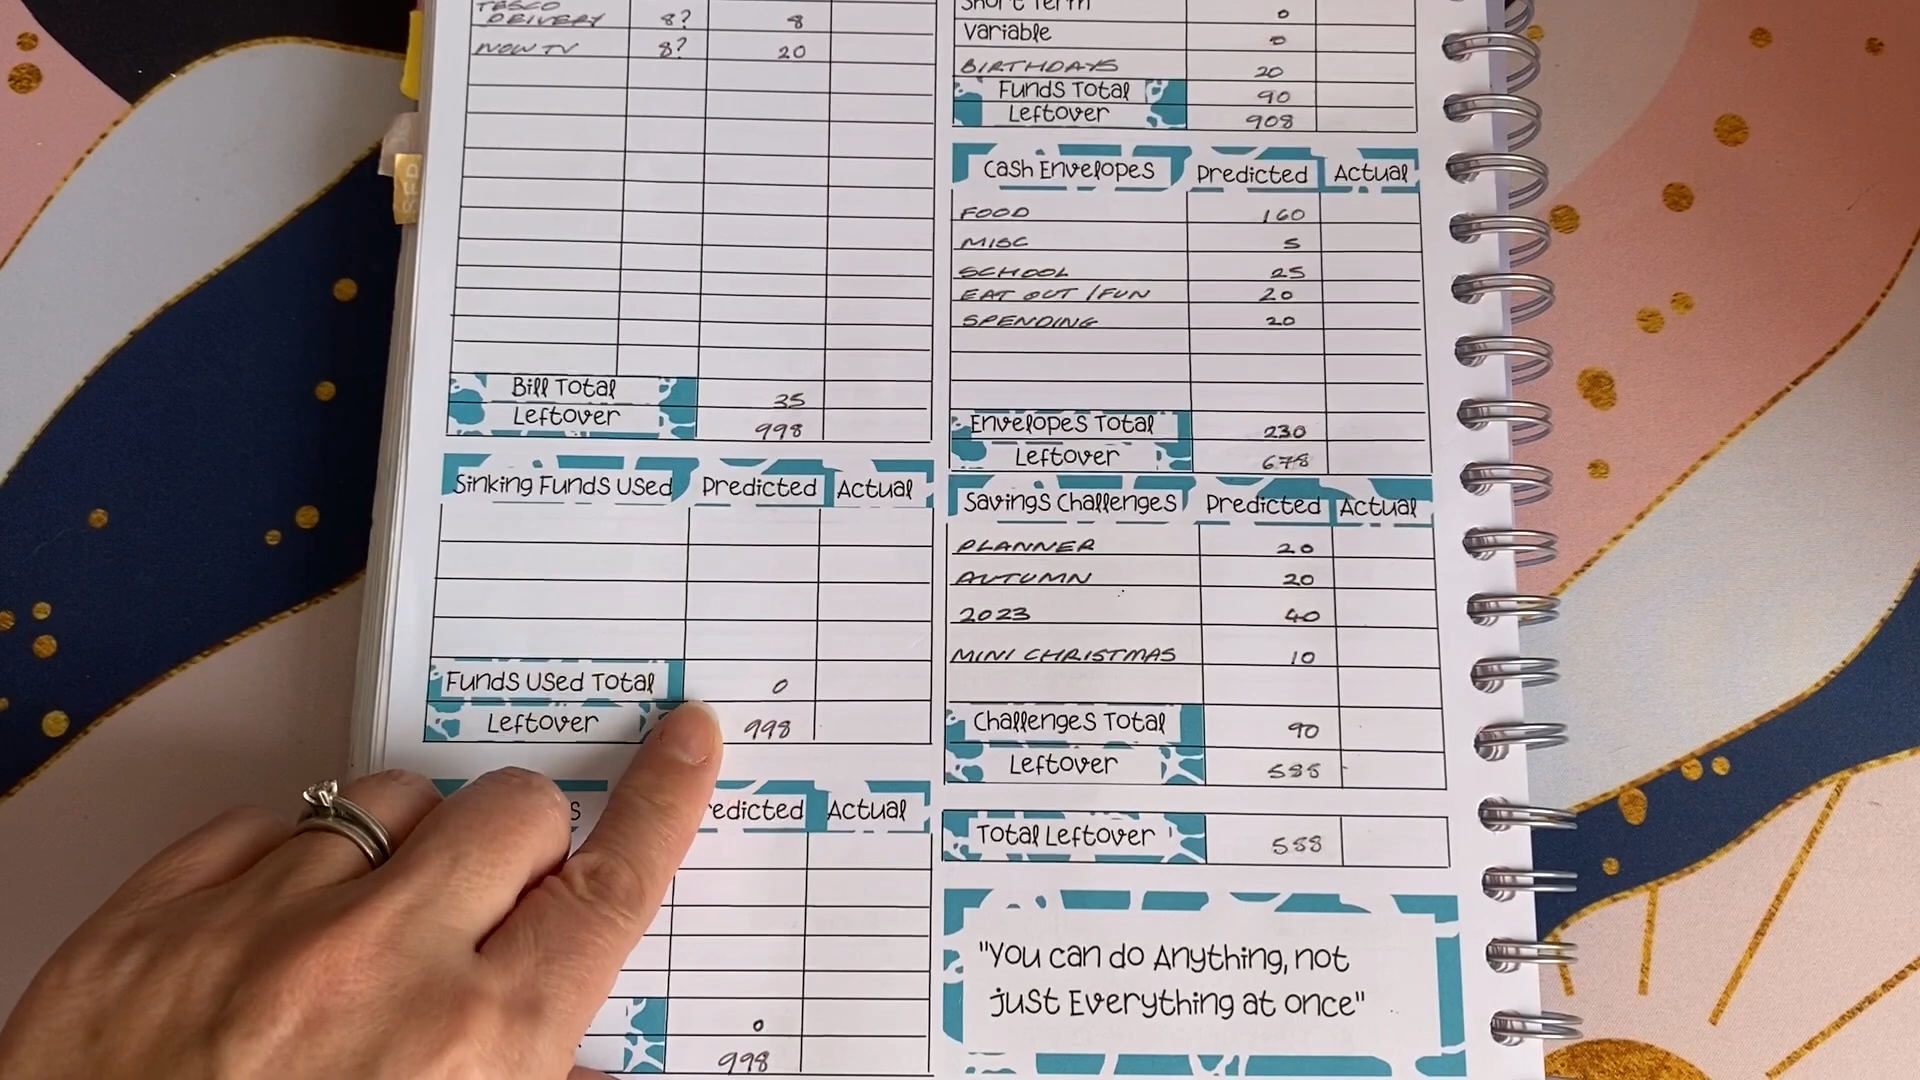 TESCO
DELIVERY 8? 8
NOW TV 8? 20
Bill Total 35
Leftover 998
Sinking Funds Used Predicted Actual
Funds Used Total 0
Leftover 998
Predicted Actual
0
998
Short Term 0
Variable 0
BIRTHDAYS 20
Funds Total 90
Leftover 908
Cash Envelopes Predicted Actual
FOOD 160
MISC 5
SCHOOL 25
EAT OUT / FUN 20
SPENDING 20
Envelopes Total 230
Leftover 678
Savings Challenges Predicted Actual
PLANNER 20
AUTUMN 20
2023 40
MINI CHRISTMAS 10
Challenges Total 90
Leftover 588
Total Leftover 588
"You can do Anything, not
just Everything at once"